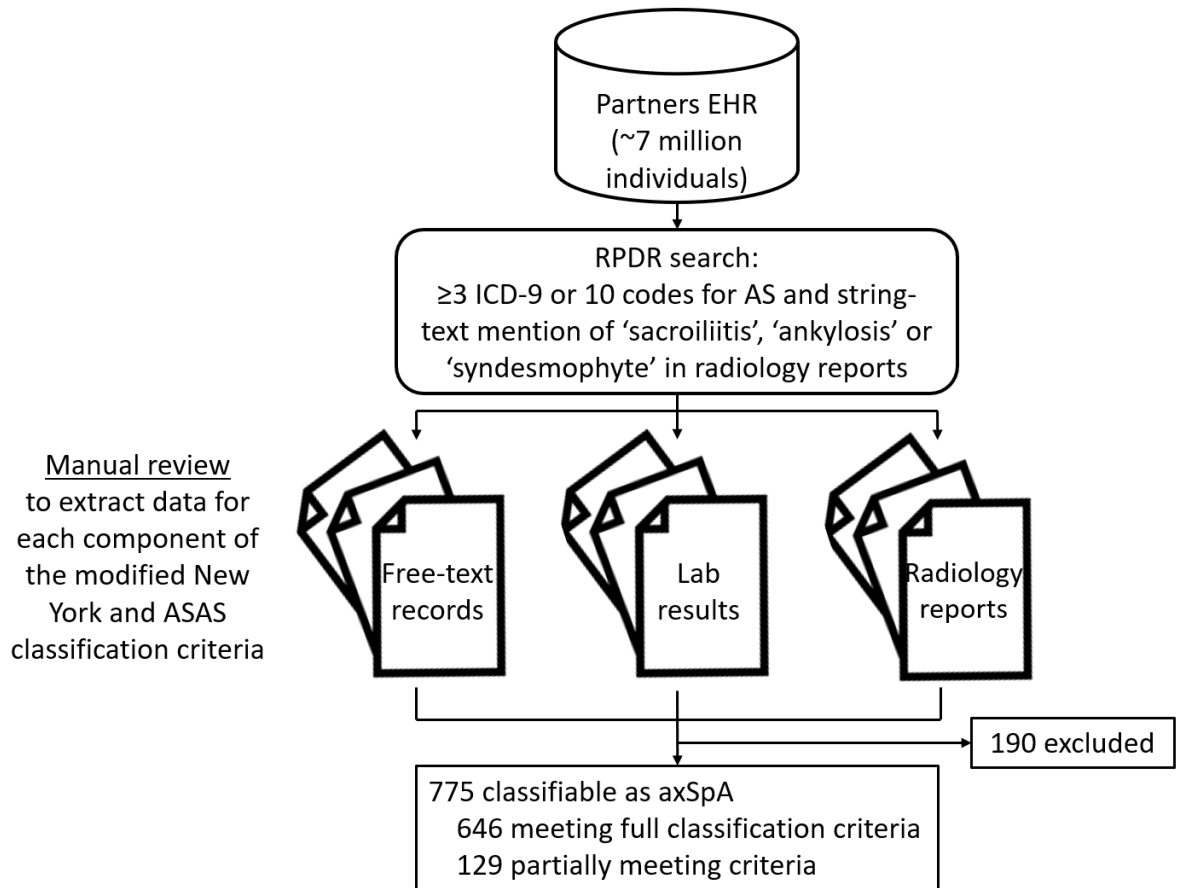 Partners EHR
(~7 million
individuals)
RPDR search:
≥3 ICD-9 or 10 codes for AS and string-
text mention of ‘sacroiliitis’, ‘ankylosis’ or
‘syndesmophyte’ in radiology reports
Manual review
to extract data for
each component of
the modified New
York and ASAS
classification criteria
Free-text
records
Lab
results
Radiology
reports
190 excluded
775 classifiable as axSpA
646 meeting full classification criteria
129 partially meeting criteria